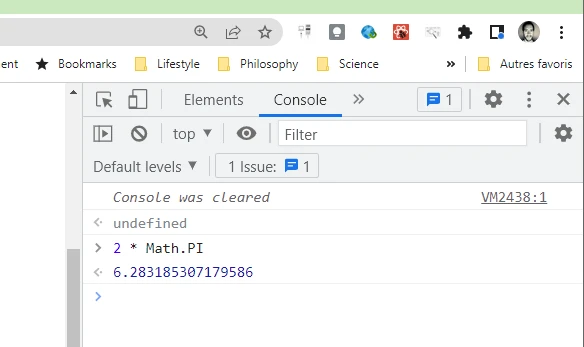 ent Bookmarks Lifestyle Philosophy Science » Autres favoris
Elements Console » 1
top Filter
Default levels 1 Issue: 1
Console was cleared VM2438:1
undefined
2 * Math.PI
6.283185307179586